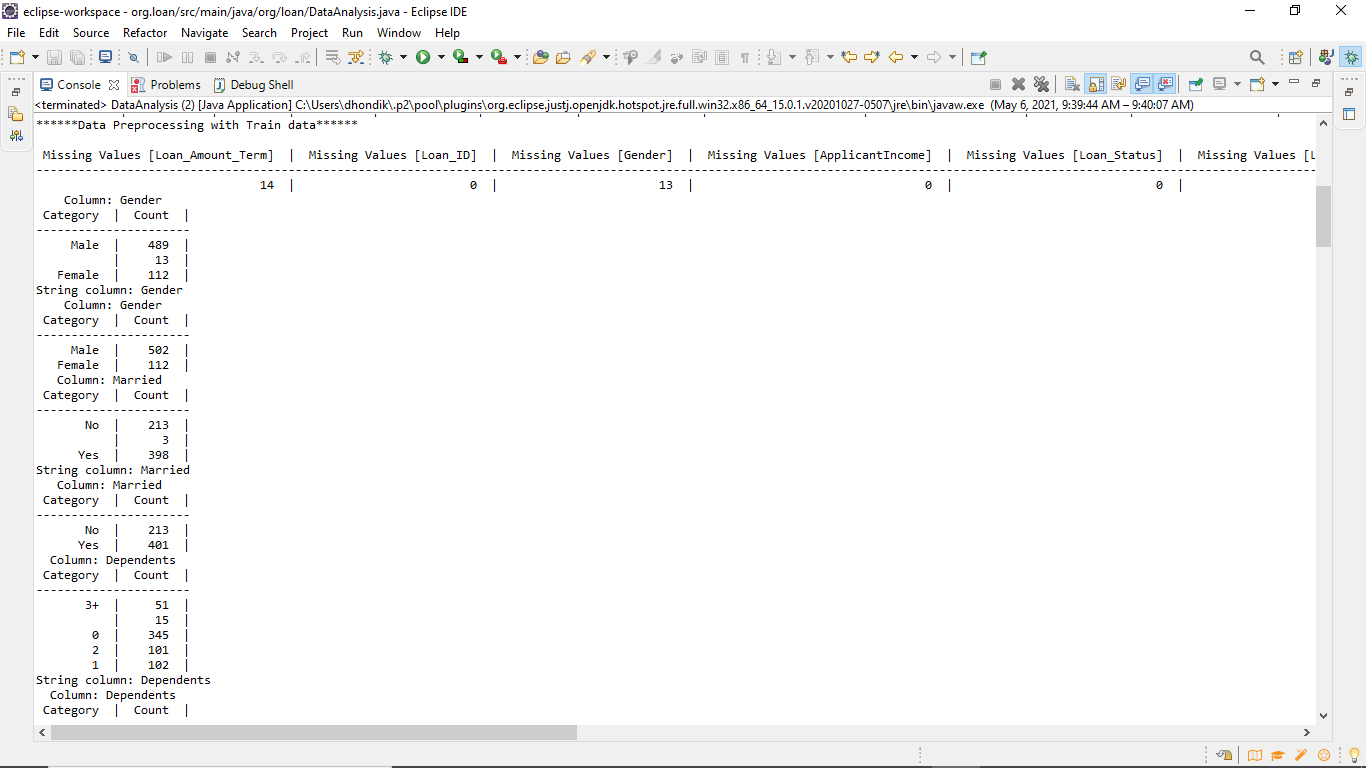 eclipse-workspace - org.loan/src/main/java/org/loan/DataAnalysis.java - Eclipse IDE
File Edit Source Refactor Navigate Search Project Run Window Help
Console Problems Debug Shell
<terminated> DataAnalysis (2) [Java Application] C:\Users\dhondik\.p2\pool\plugins\org.eclipse.justj.openjdk.hotspot.jre.full.win32.x86_64_15.0.1.v20201027-0507\jre\bin\javaw.exe (May 6, 2021, 9:39:44 AM – 9:40:07 AM)
******Data Preprocessing with Train data******
Missing Values [Loan_Amount_Term] | Missing Values [Loan_ID] | Missing Values [Gender] | Missing Values [ApplicantIncome] | Missing Values [Loan_Status] | Missing Values [L
------------------------------------------------------------------------------------------------------------------------------------------------------------------------------------------
14 | 0 | 13 | 0 | 0 |
Column: Gender
Category | Count |
----------------------
Male | 489 |
| 13 |
Female | 112 |
String column: Gender
Column: Gender
Category | Count |
----------------------
Male | 502 |
Female | 112 |
Column: Married
Category | Count |
----------------------
No | 213 |
| 3 |
Yes | 398 |
String column: Married
Column: Married
Category | Count |
----------------------
No | 213 |
Yes | 401 |
Column: Dependents
Category | Count |
----------------------
3+ | 51 |
| 15 |
0 | 345 |
2 | 101 |
1 | 102 |
String column: Dependents
Column: Dependents
Category | Count |